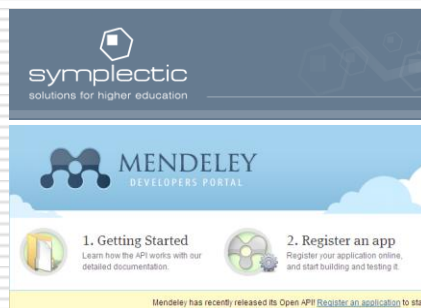 symplectic
solutions for higher education
MENDELEY
DEVELOPERS PORTAL
1. Getting Started
Learn how the API works with our
detailed documentation.
2. Register an app
Register your application online,
and start building and testing it.
Mendeley has recently released its Open API! Register an application to sta